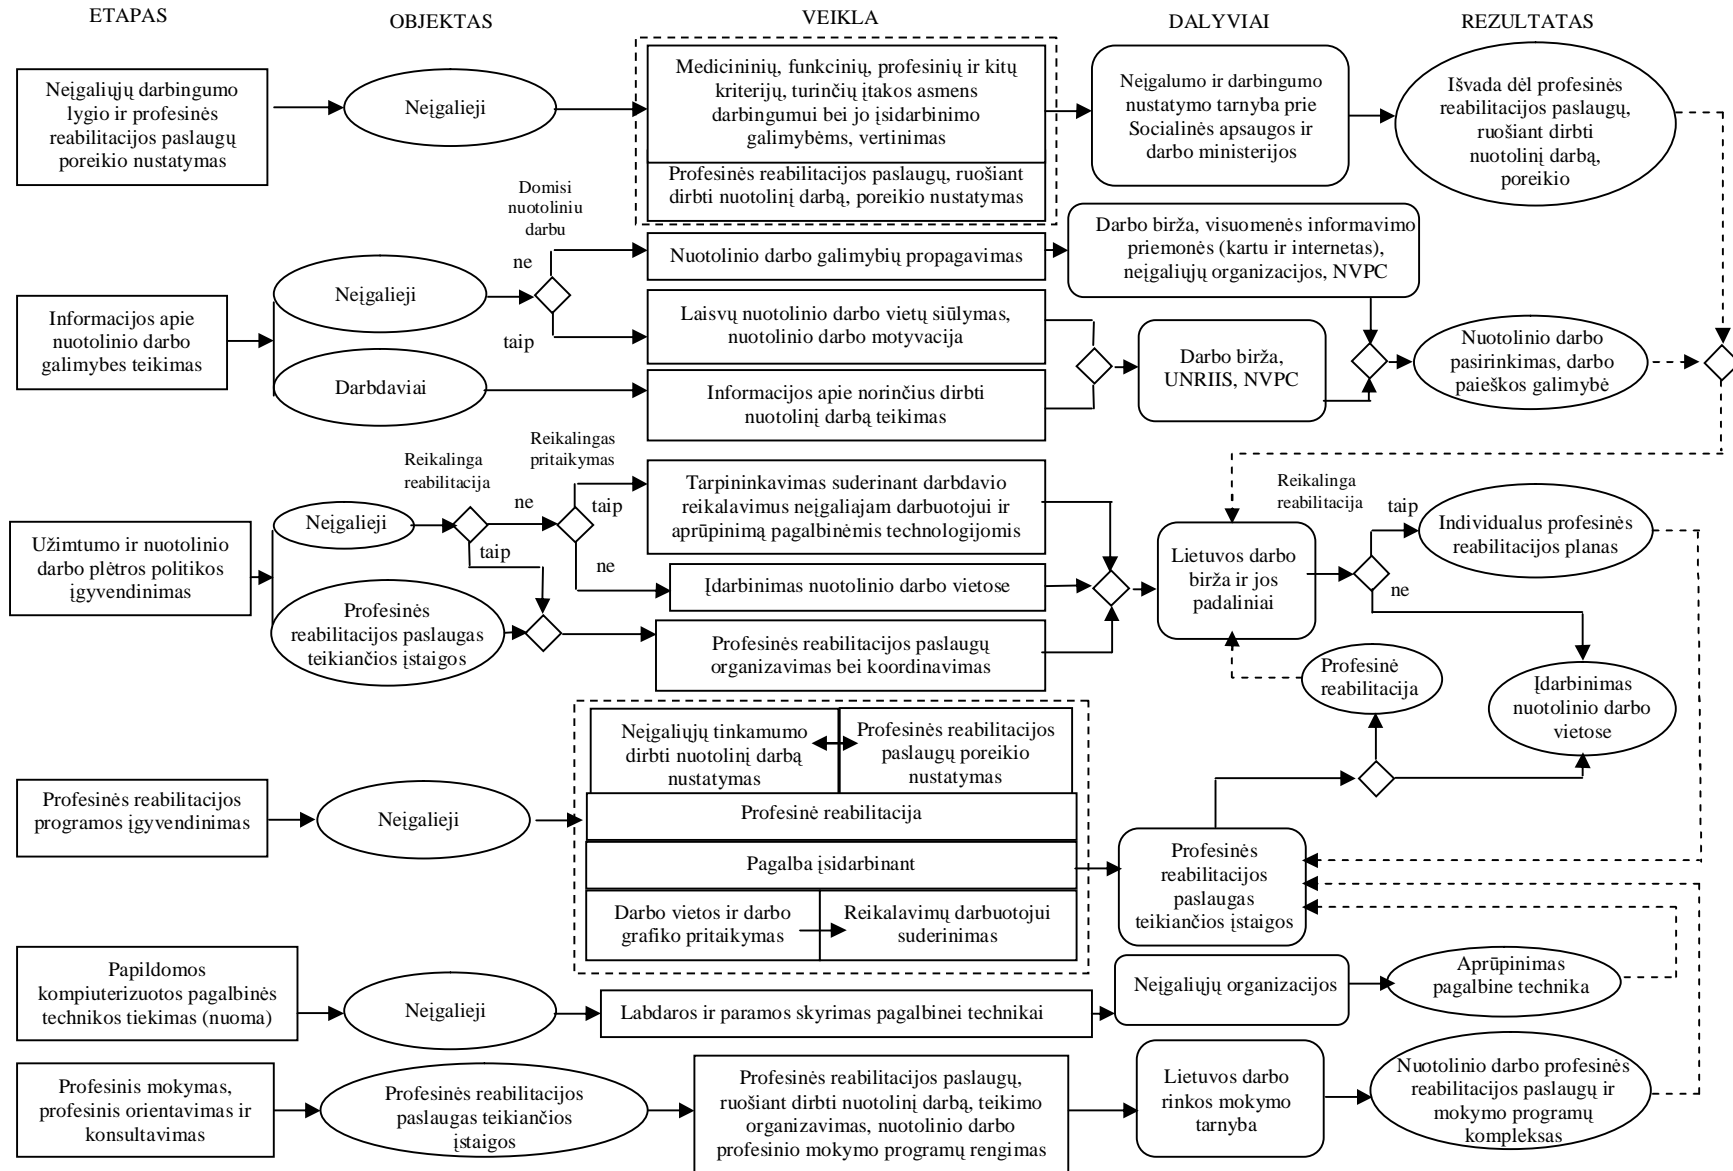 ETAPAS
OBJEKTAS
VEIKLA
DALYVIAI
REZULTATAS
Neįgaliųjų darbingumo
lygio ir profesinės
reabilitacijos paslaugų
poreikio nustatymas
Neįgalieji
Medicininių, funkcinių, profesinių ir kitų
kriterijų, turinčių įtakos asmens
darbingumui bei jo įsidarbinimo
galimybėms, vertinimas
Profesinės reabilitacijos paslaugų, ruošiant
dirbti nuotolinį darbą, poreikio nustatymas
Neįgalumo ir darbingumo
nustatymo tarnyba prie
Socialinės apsaugos ir
darbo ministerijos
Išvada dėl profesinės
reabilitacijos paslaugų,
ruošiant dirbti
nuotolinį darbą,
poreikio
Informacijos apie
nuotolinio darbo
galimybes teikimas
Neįgalieji
Darbdaviai
Domisi
nuotoliniu
darbu
ne
taip
Nuotolinio darbo galimybių propagavimas
Laisvų nuotolinio darbo vietų siūlymas,
nuotolinio darbo motyvacija
Informacijos apie norinčius dirbti
nuotolinį darbą teikimas
Darbo birža, visuomenės informavimo
priemonės (kartu ir internetas),
neįgaliųjų organizacijos, NVPC
Darbo birža,
UNRIIS, NVPC
Nuotolinio darbo
pasirinkimas, darbo
paieškos galimybė
Užimtumo ir nuotolinio
darbo plėtros politikos
įgyvendinimas
Neįgalieji
Profesinės
reabilitacijos paslaugas
teikiančios įstaigos
Reikalinga
reabilitacija
ne
taip
Reikalingas
pritaikymas
taip
ne
Tarpininkavimas suderinant darbdavio
reikalavimus neįgaliajam darbuotojui ir
aprūpinimą pagalbinėmis technologijomis
Įdarbinimas nuotolinio darbo vietose
Profesinės reabilitacijos paslaugų
organizavimas bei koordinavimas
Lietuvos darbo
birža ir jos
padaliniai
Reikalinga
reabilitacija
taip
ne
Individualus profesinės
reabilitacijos planas
Profesinė
reabilitacija
Įdarbinimas
nuotolinio darbo
vietose
Profesinės reabilitacijos
programos įgyvendinimas
Neįgalieji
Neįgaliųjų tinkamumo
dirbti nuotolinį darbą
nustatymas
Profesinės reabilitacijos
paslaugų poreikio
nustatymas
Profesinė reabilitacija
Pagalba įsidarbinant
Darbo vietos ir darbo
grafiko pritaikymas
Reikalavimų darbuotojui
suderinimas
Profesinės
reabilitacijos
paslaugas
teikiančios įstaigos
Papildomos
kompiuterizuotos pagalbinės
technikos tiekimas (nuoma)
Neįgalieji
Labdaros ir paramos skyrimas pagalbinei technikai
Neįgaliųjų organizacijos
Aprūpinimas
pagalbine technika
Profesinis mokymas,
profesinis orientavimas ir
konsultavimas
Profesinės reabilitacijos
paslaugas teikiančios
įstaigos
Profesinės reabilitacijos paslaugų,
ruošiant dirbti nuotolinį darbą, teikimo
organizavimas, nuotolinio darbo
profesinio mokymo programų rengimas
Lietuvos darbo
rinkos mokymo
tarnyba
Nuotolinio darbo profesinės
reabilitacijos paslaugų ir
mokymo programų
kompleksas